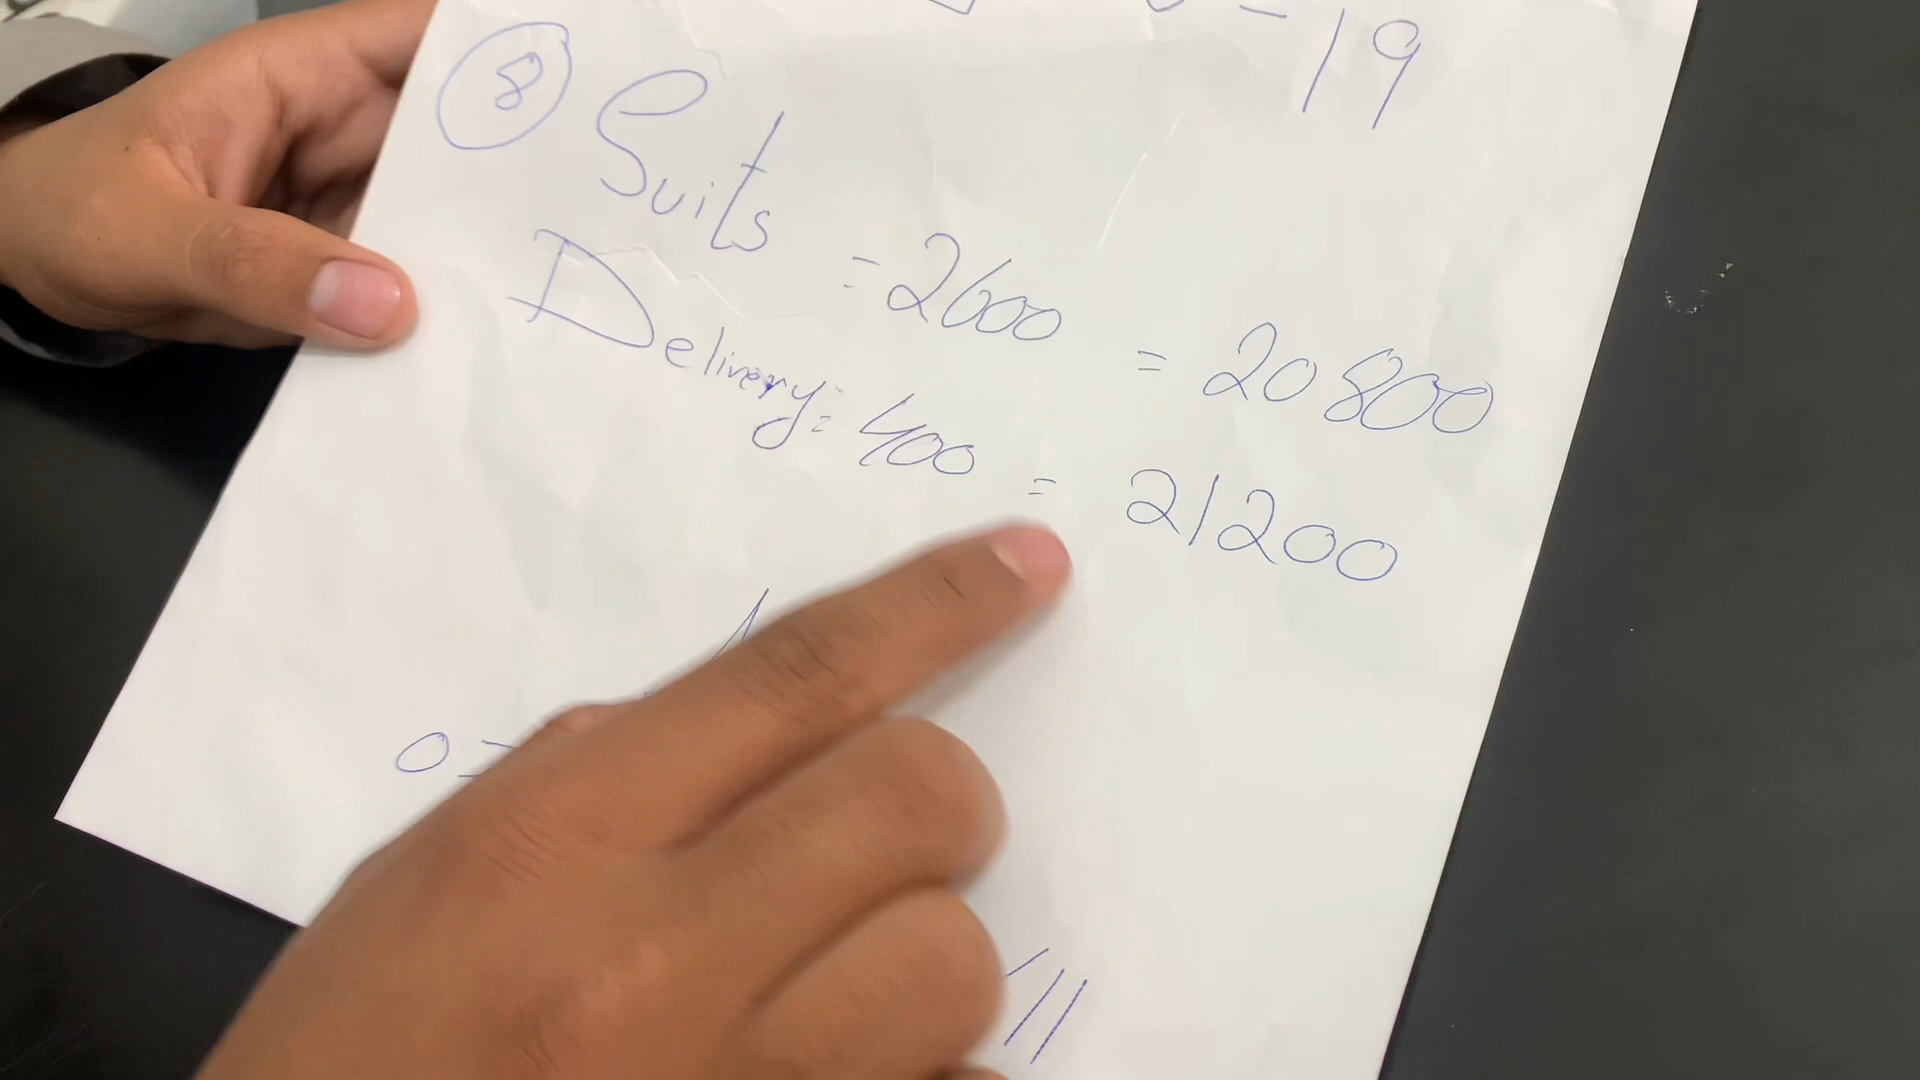 -19
8 Suits = 2600 = 20800
Delivery: = 400 = 21200